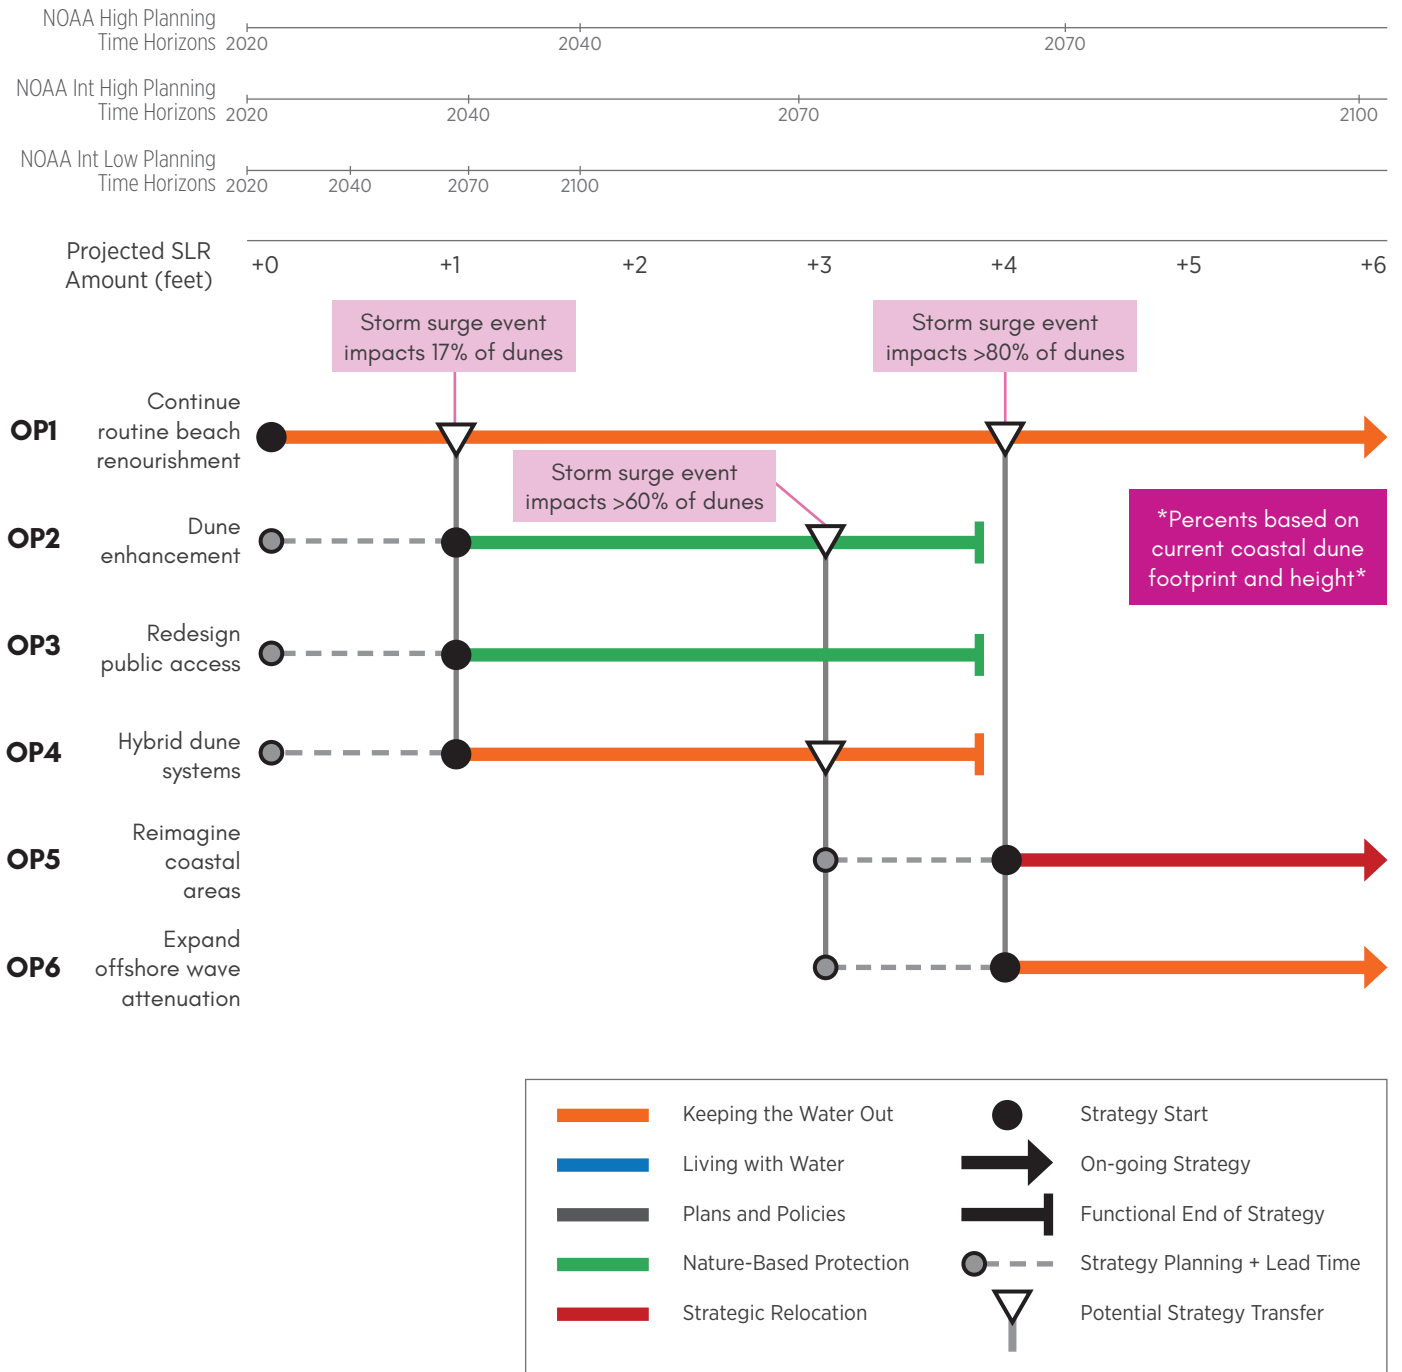 NOAA High Planning
Time Horizons
2020 2040 2070
NOAA Int High Planning
Time Horizons
2020 2040 2070 2100
NOAA Int Low Planning
Time Horizons
2020 2040 2070 2100
Projected SLR
Amount (feet)
+0 +1 +2 +3 +4 +5 +6
Storm surge event
impacts 17% of dunes
Storm surge event
impacts >80% of dunes
OP1
Continue
routine beach
renourishment
Storm surge event
impacts >60% of dunes
*Percents based on
current coastal dune
footprint and height*
OP2
Dune
enhancement
OP3
Redesign
public access
OP4
Hybrid dune
systems
OP5
Reimagine
coastal
areas
OP6
Expand
offshore wave
attenuation
Keeping the Water Out
Living with Water
Plans and Policies
Nature-Based Protection
Strategic Relocation
Strategy Start
On-going Strategy
Functional End of Strategy
Strategy Planning + Lead Time
Potential Strategy Transfer